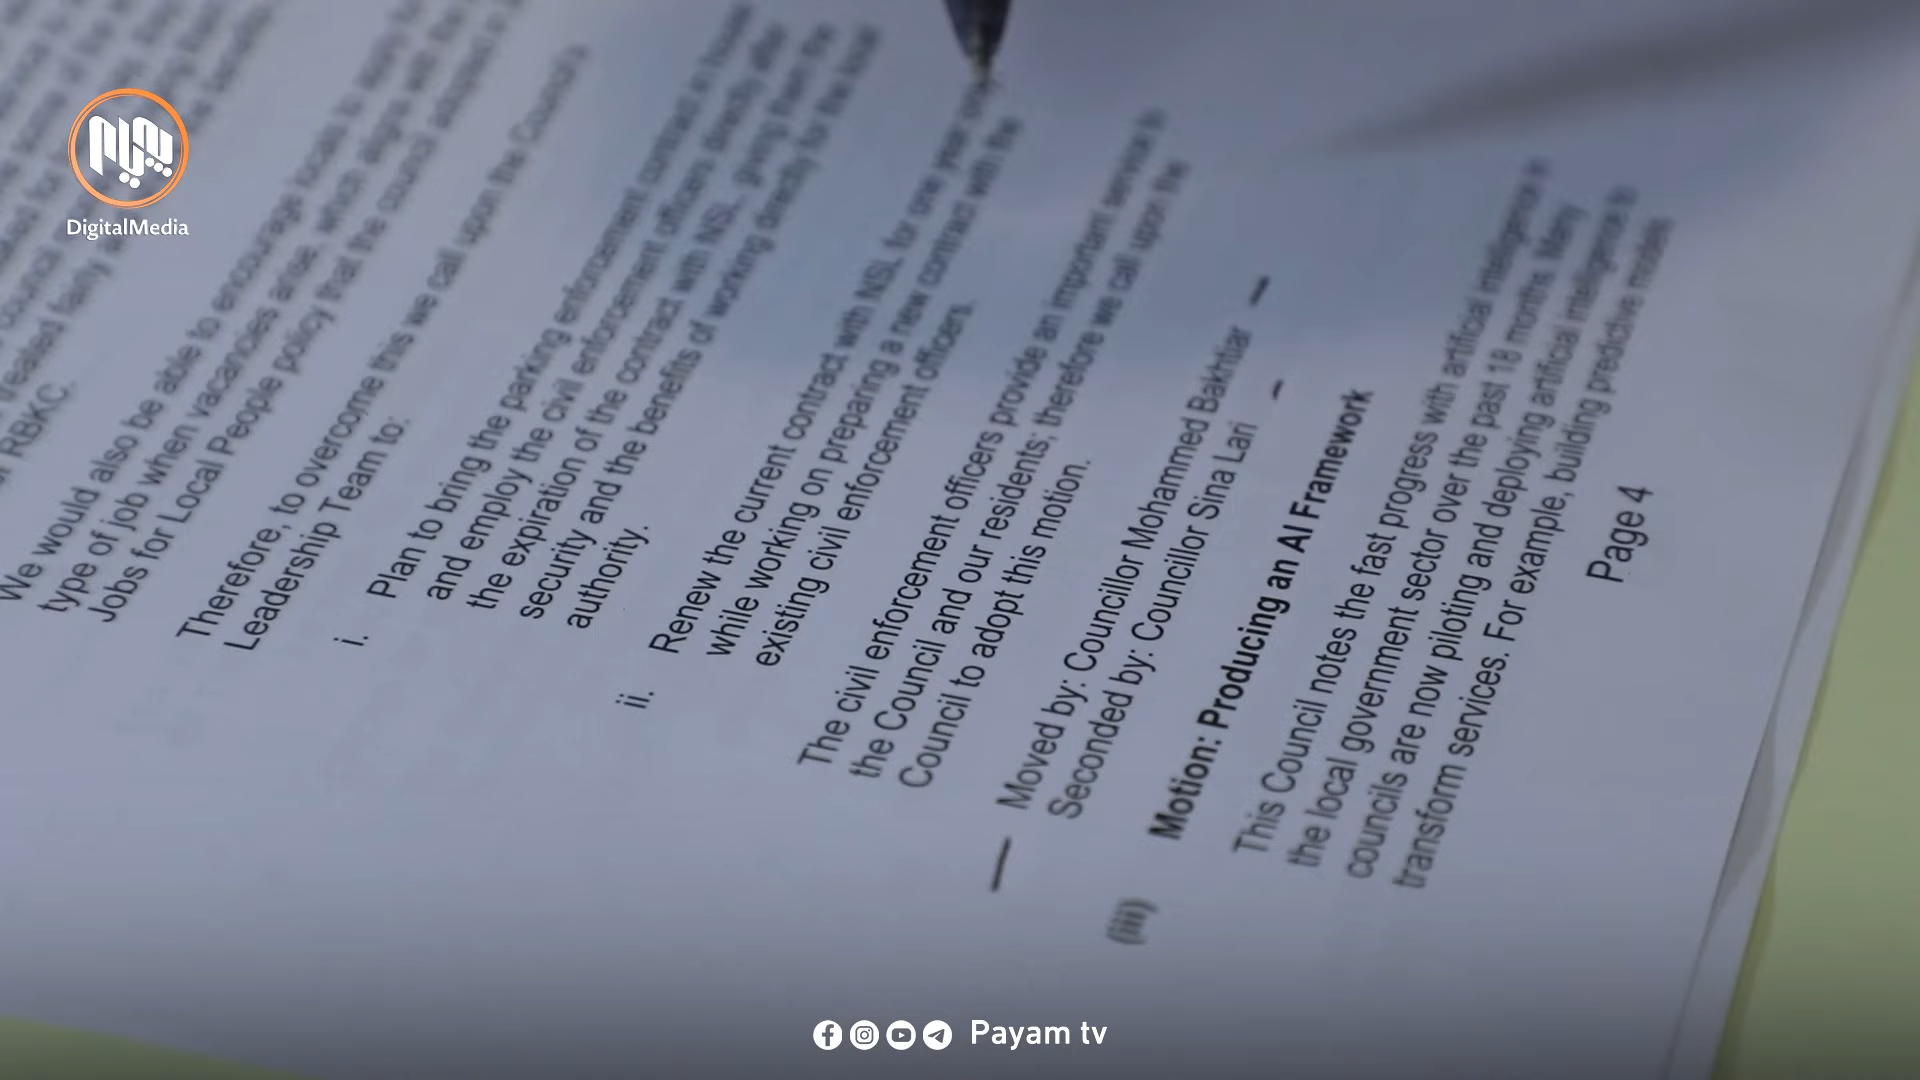 پیام
DigitalMedia
treated fairly
RBKC.
We would also be able to encourage locals to apply for
type of job when vacancies arise, which aligns with the
Jobs for Local People policy that the council adopted in
Therefore, to overcome this we call upon the Council's
Leadership Team to:
i. Plan to bring the parking enforcement contract in house
and employ the civil enforcement officers directly after
the expiration of the contract with NSL, giving them the
security and the benefits of working directly for the local
authority.
ii. Renew the current contract with NSL for one year only
while working on preparing a new contract with the
existing civil enforcement officers.
The civil enforcement officers provide an important service to
the Council and our residents; therefore we call upon the
Council to adopt this motion.
Moved by: Councillor Mohammed Bakhtiar
Seconded by: Councillor Sina Lari
(iii) Motion: Producing an AI Framework
This Council notes the fast progress with artificial intelligence in
the local government sector over the past 18 months. Many
councils are now piloting and deploying artificial intelligence to
transform services. For example, building predictive models
Page 4
Payam tv